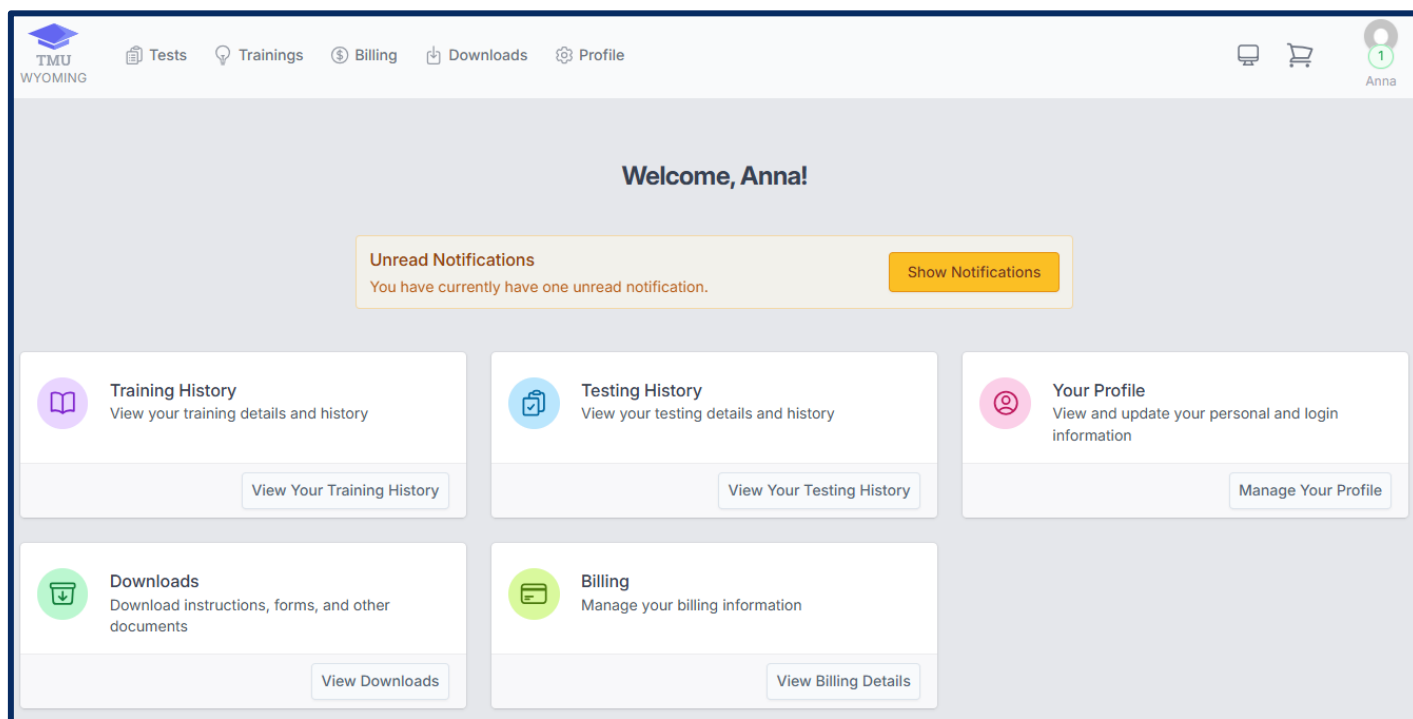 TMU
WYOMING
Tests
Trainings
Billing
Downloads
Profile
1
Anna
Welcome, Anna!
Unread Notifications
You have currently have one unread notification.
Show Notifications
Training History
View your training details and history
View Your Training History
Testing History
View your testing details and history
View Your Testing History
Your Profile
View and update your personal and login
information
Manage Your Profile
Downloads
Download instructions, forms, and other
documents
View Downloads
Billing
Manage your billing information
View Billing Details